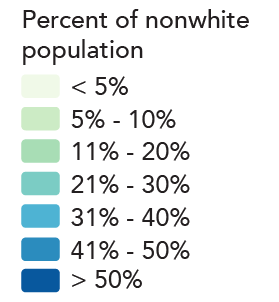 Percent of nonwhite
population
< 5%
5% - 10%
11% - 20%
21% - 30%
31% - 40%
41% - 50%
> 50%